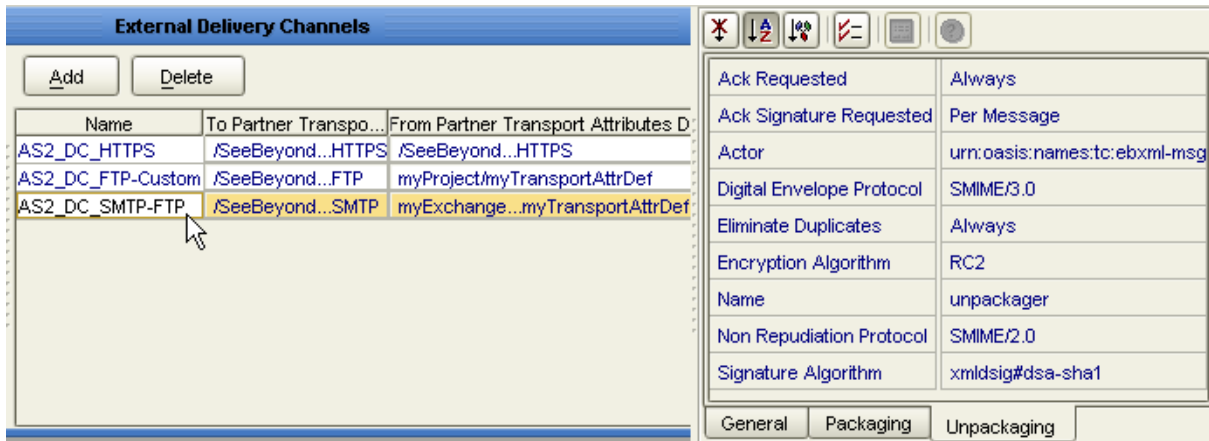 External Delivery Channels
Add Delete
Name To Partner Transpo... From Partner Transport Attributes D
AS2_DC_HTTPS /SeeBeyond...HTTPS /SeeBeyond...HTTPS
AS2_DC_FTP-Custom /SeeBeyond...FTP myProject/myTransportAttrDef
AS2_DC_SMTP-FTP /SeeBeyond...SMTP myExchange...myTransportAttrDef
Ack Requested Always
Ack Signature Requested Per Message
Actor urn:oasis:names:tc:ebxml-msg
Digital Envelope Protocol SMIME/3.0
Eliminate Duplicates Always
Encryption Algorithm RC2
Name unpackager
Non Repudiation Protocol SMIME/2.0
Signature Algorithm xmldsig#dsa-sha1
General Packaging Unpackaging